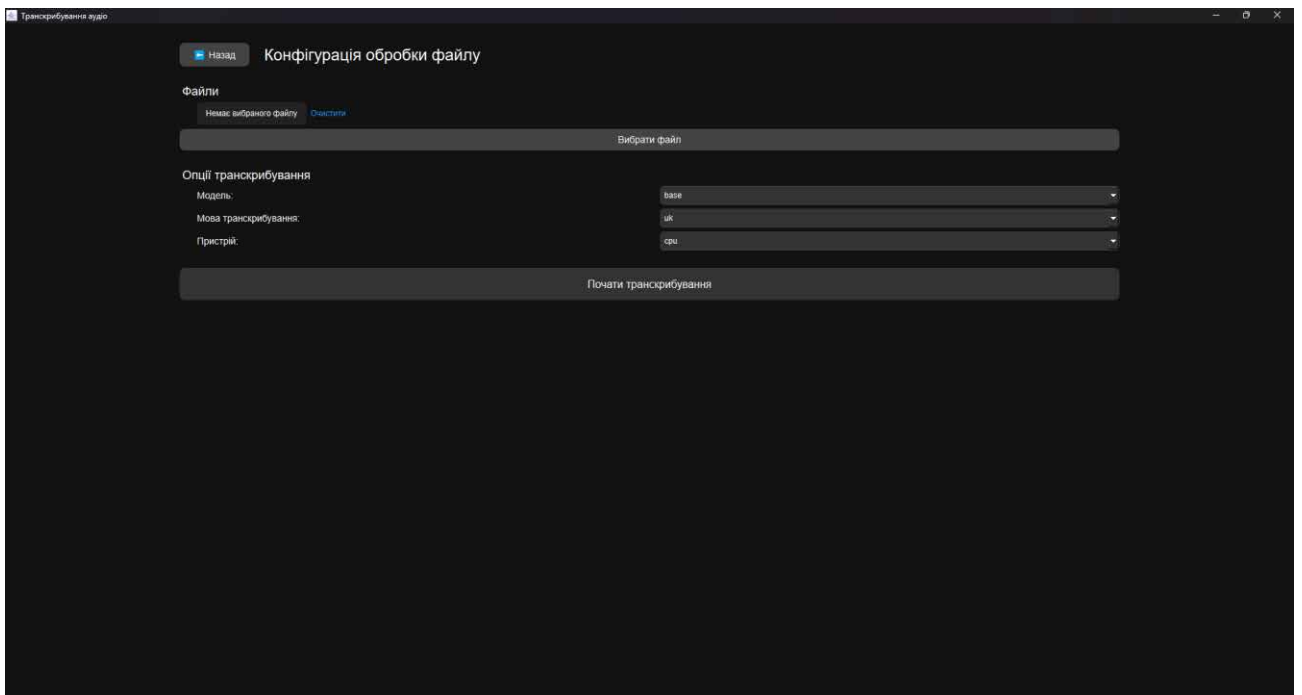 Транскрибування аудіо
Назад
Конфігурація обробки файлу
Файли
Немає вибраного файлу Очистити
Вибрати файл
Опції транскрибування
Модель: base
Мова транскрибування: uk
Пристрій: cpu
Почати транскрибування